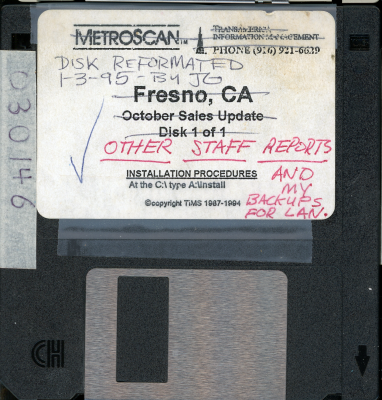 METROSCAN™
TRANSAMERICA
INFORMATION MANAGEMENT
PHONE (916) 921-6639
DISK REFORMATED
1-3-95-BY JG
Fresno, CA
October Sales Update
Disk 1 of 1
OTHER STAFF REPORTS
AND
MY
BACKUPS
FOR LAN.
INSTALLATION PROCEDURES
At the C:\ type A:\install
©copyright TIMS 1987-1994
030146